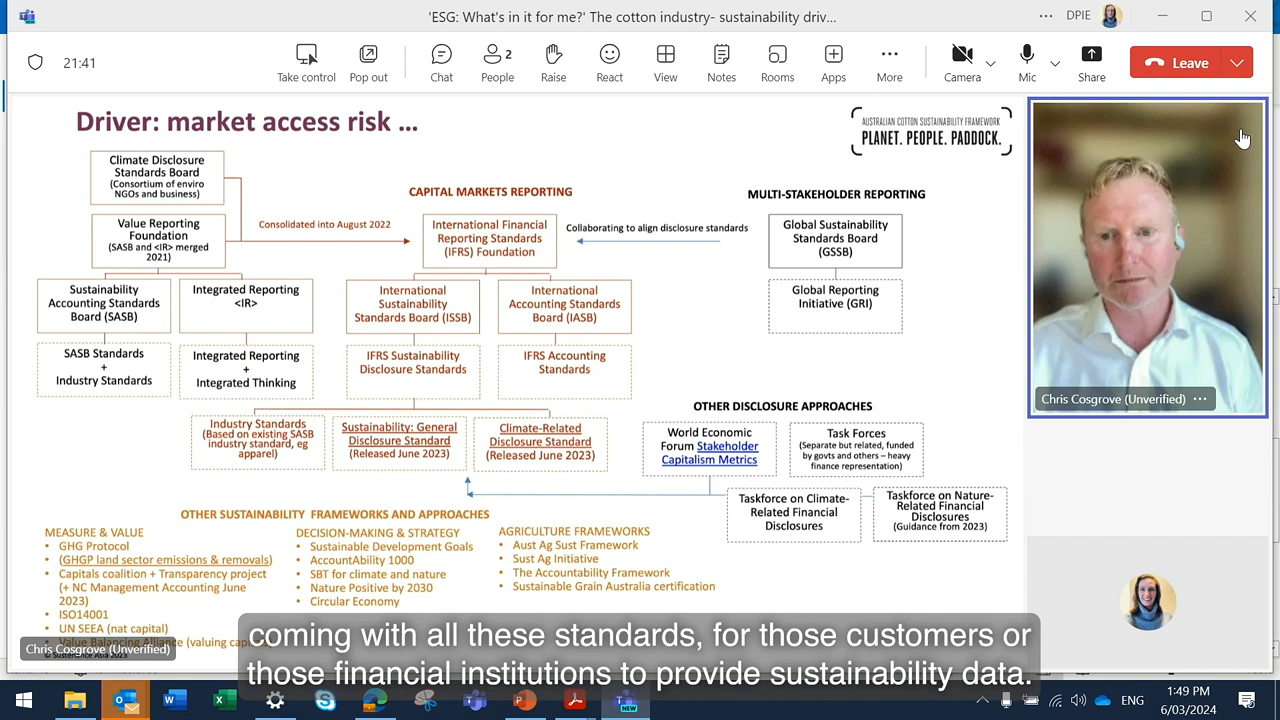 'ESG: What's in it for me?' The cotton industry- sustainability driv...
DPIE
21:41
Take control
Pop out
Chat
2
People
Raise
React
View
Notes
Rooms
Apps
More
Camera
Mic
Share
Leave
Driver: market access risk ...
AUSTRALIAN COTTON SUSTAINABILITY FRAMEWORK
PLANET. PEOPLE. PADDOCK.
Climate Disclosure
Standards Board
(Consortium of enviro
NGOs and business)
Value Reporting
Foundation
(SASB and <IR> merged
2021)
Consolidated into August 2022
Sustainability
Accounting Standards
Board (SASB)
Integrated Reporting
<IR>
SASB Standards
+
Industry Standards
Integrated Reporting
+
Integrated Thinking
CAPITAL MARKETS REPORTING
International Financial
Reporting Standards
(IFRS) Foundation
Collaborating to align disclosure standards
International
Sustainability
Standards Board (ISSB)
International
Accounting Standards
Board (IASB)
IFRS Sustainability
Disclosure Standards
IFRS Accounting
Standards
Industry Standards
(Based on existing SASB
industry standard, eg
apparel)
Sustainability: General
Disclosure Standard
(Released June 2023)
Climate-Related
Disclosure Standard
(Released June 2023)
MULTI-STAKEHOLDER REPORTING
Global Sustainability
Standards Board
(GSSB)
Global Reporting
Initiative (GRI)
OTHER DISCLOSURE APPROACHES
World Economic
Forum Stakeholder
Capitalism Metrics
Task Forces
(Separate but related, funded
by govts and others – heavy
finance representation)
Taskforce on Climate-
Related Financial
Disclosures
Taskforce on Nature-
Related Financial
Disclosures
(Guidance from 2023)
OTHER SUSTAINABILITY FRAMEWORKS AND APPROACHES
MEASURE & VALUE
• GHG Protocol
• (GHGP land sector emissions & removals)
• Capitals coalition + Transparency project
(+ NC Management Accounting June
2023)
• ISO14001
• UN SEEA (nat capital)
• Value Balancing Alliance (valuing capitals)
DECISION-MAKING & STRATEGY
• Sustainable Development Goals
• AccountAbility 1000
• SBT for climate and nature
• Nature Positive by 2030
• Circular Economy
AGRICULTURE FRAMEWORKS
• Aust Ag Sust Framework
• Sust Ag Initiative
• The Accountability Framework
• Sustainable Grain Australia certification
Chris Cosgrove (Unverified)
Chris Cosgrove (Unverified) ...
coming with all these standards, for those customers or
those financial institutions to provide sustainability data.
NEW
ENG
1:49 PM
6/03/2024